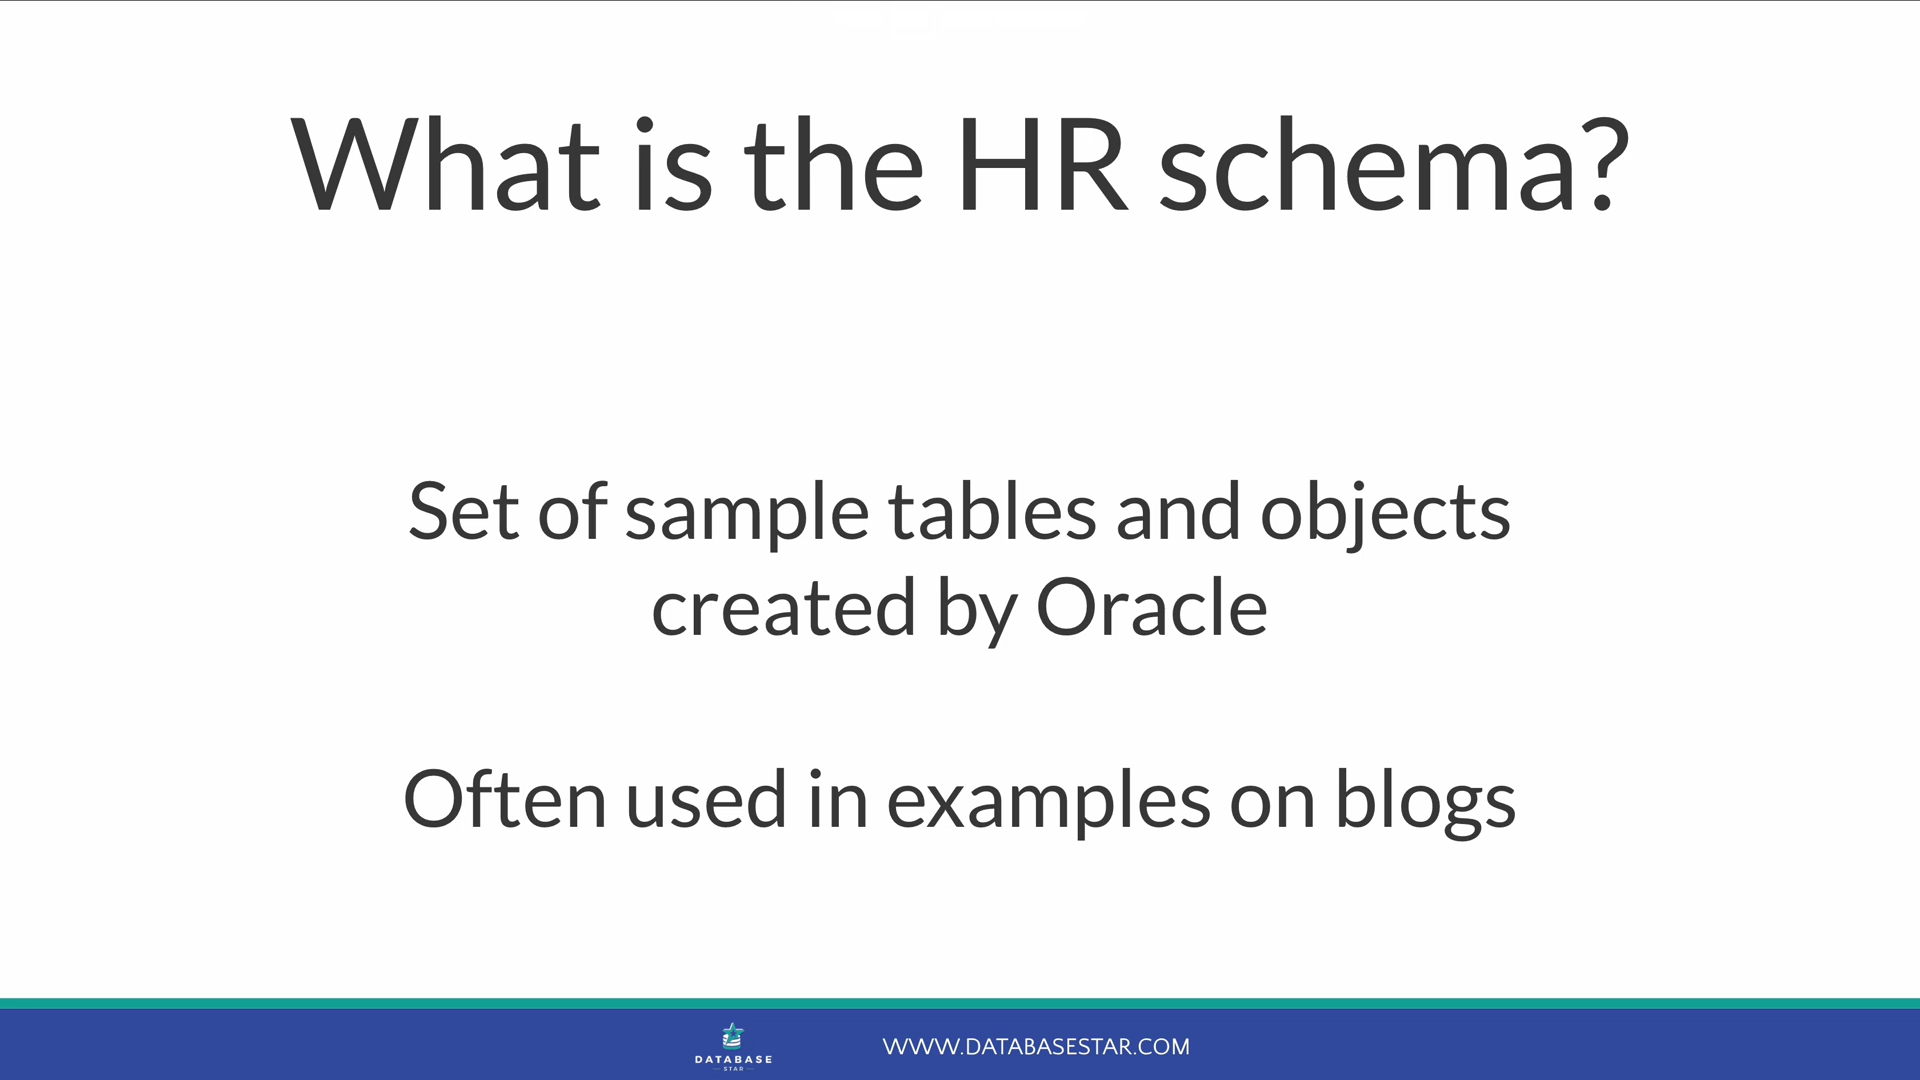 What is the HR schema?
Set of sample tables and objects
created by Oracle
Often used in examples on blogs
DATABASE
STAR
WWW.DATABASESTAR.COM